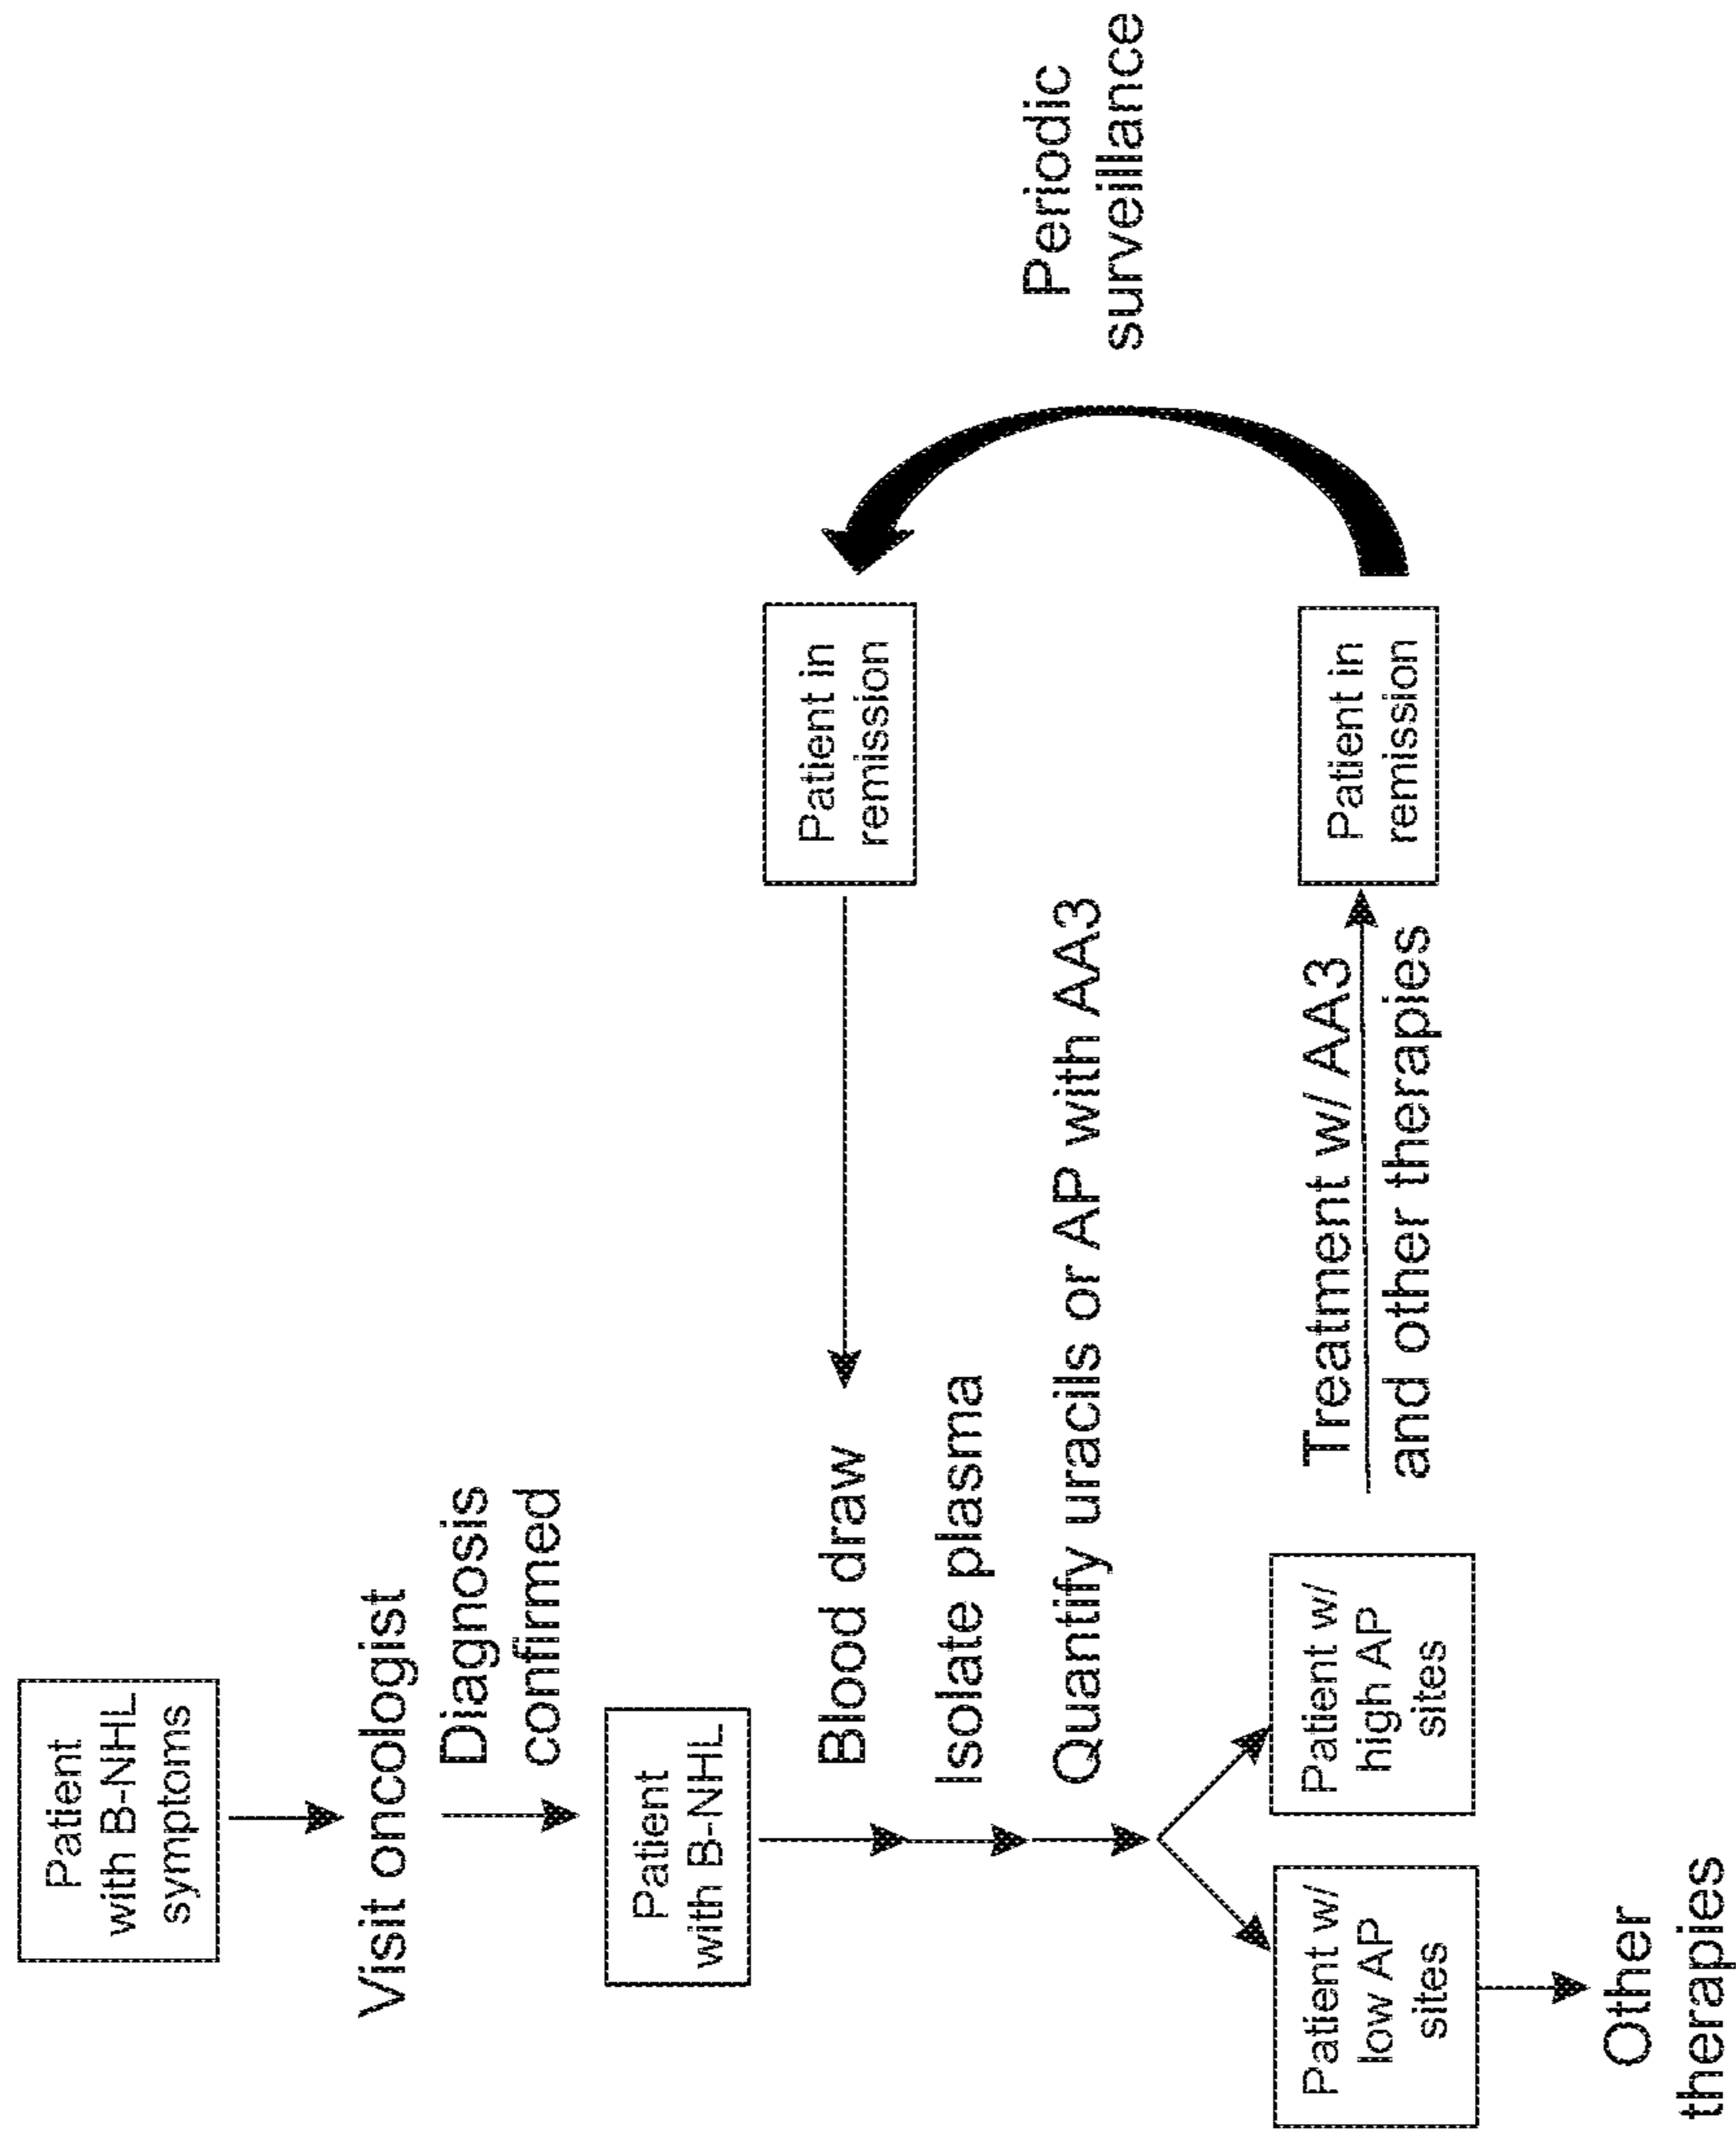 Patient
with B-NHL
symptoms
Visit oncologist
Diagnosis
confirmed
Patient
with B-NHL
Blood draw
Isolate plasma
Quantify uracils or AP with AA3
Patient w/
low AP
sites
Patient w/
high AP
sites
Other
therapies
Treatment w/ AA3
and other therapies
Patient in
remission
Patient in
remission
Periodic
surveillance